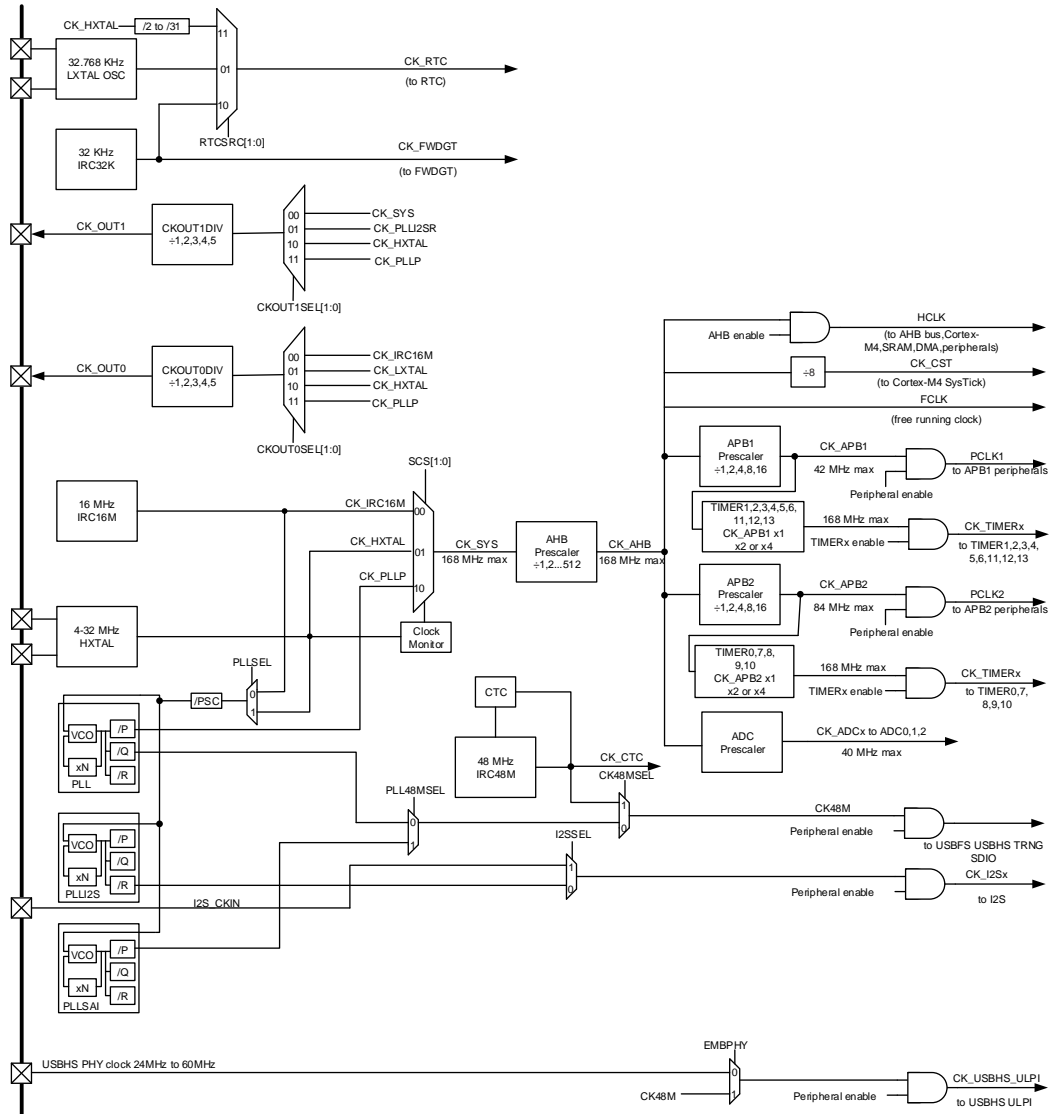 CK_HXTAL
/2 to /31
11
32.768 KHz
LXTAL OSC
01
CK_RTC
(to RTC)
10
RTCSRC[1:0]
32 KHz
IRC32K
CK_FWDGT
(to FWDGT)
CK_OUT1
CKOUT1DIV
÷1,2,3,4,5
00
01
10
11
CK_SYS
CK_PLLI2SR
CK_HXTAL
CK_PLLP
CKOUT1SEL[1:0]
CK_OUT0
CKOUT0DIV
÷1,2,3,4,5
00
01
10
11
CK_IRC16M
CK_LXTAL
CK_HXTAL
CK_PLLP
CKOUT0SEL[1:0]
AHB enable
HCLK
(to AHB bus,Cortex-
M4,SRAM,DMA,peripherals)
÷8
CK_CST
(to Cortex-M4 SysTick)
FCLK
(free running clock)
SCS[1:0]
16 MHz
IRC16M
CK_IRC16M
00
CK_HXTAL
01
CK_PLLP
10
CK_SYS
168 MHz max
AHB
Prescaler
÷1,2...512
CK_AHB
168 MHz max
APB1
Prescaler
÷1,2,4,8,16
CK_APB1
42 MHz max
Peripheral enable
PCLK1
to APB1 peripherals
TIMER1,2,3,4,5,6,
11,12,13
CK_APB1 x1
x2 or x4
168 MHz max
TIMERx enable
CK_TIMERx
to TIMER1,2,3,4,
5,6,11,12,13
APB2
Prescaler
÷1,2,4,8,16
CK_APB2
84 MHz max
Peripheral enable
PCLK2
to APB2 peripherals
TIMER0,7,8,
9,10
CK_APB2 x1
x2 or x4
168 MHz max
TIMERx enable
CK_TIMERx
to TIMER0,7,
8,9,10
ADC
Prescaler
CK_ADCx to ADC0,1,2
40 MHz max
4-32 MHz
HXTAL
Clock
Monitor
PLLSEL
0
1
/PSC
VCO
xN
/P
/Q
/R
PLL
CTC
48 MHz
IRC48M
CK_CTC
CK48MSEL
1
0
PLL48MSEL
0
1
CK48M
Peripheral enable
to USBFS USBHS TRNG
SDIO
VCO
xN
/P
/Q
/R
PLLI2S
I2SSEL
1
0
Peripheral enable
CK_I2Sx
to I2S
I2S_CKIN
VCO
xN
/P
/Q
/R
PLLSAI
USBHS PHY clock 24MHz to 60MHz
EMBPHY
0
1
CK48M
Peripheral enable
CK_USBHS_ULPI
to USBHS ULPI